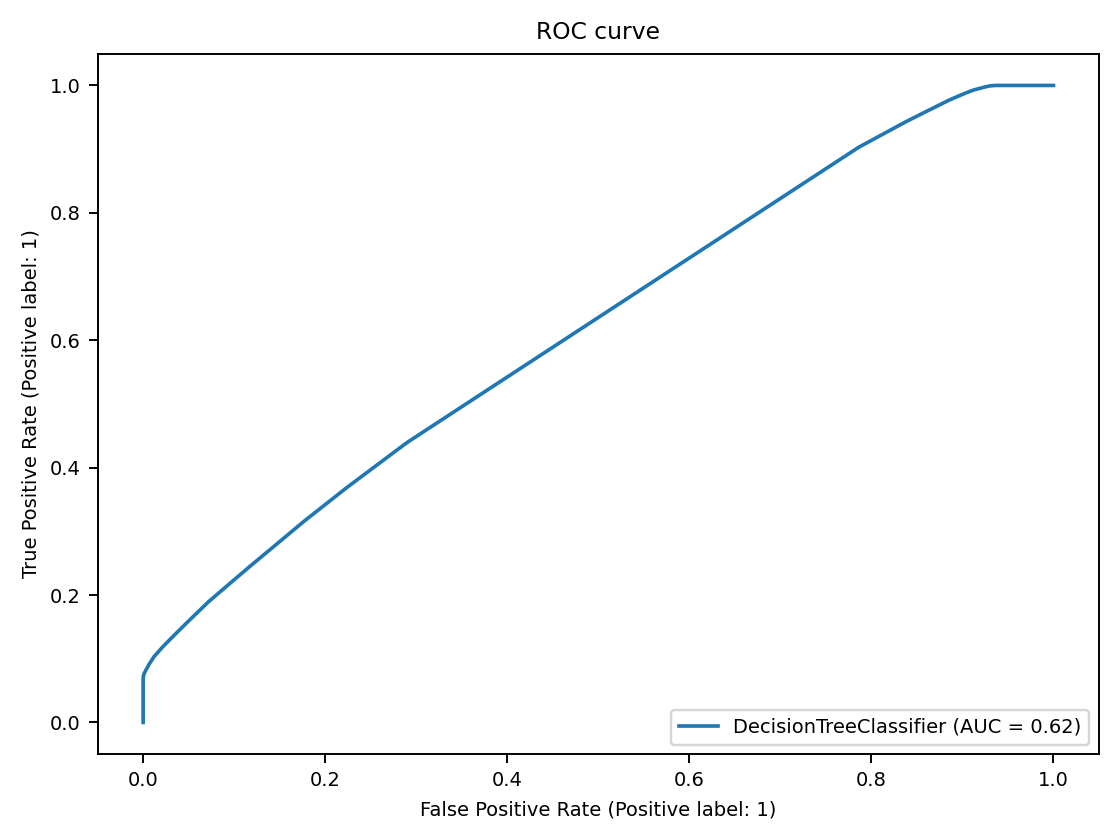 ROC curve
True Positive Rate (Positive label: 1)
1.0
0.8
0.6
0.4
0.2
0.0
DecisionTreeClassifier (AUC = 0.62)
0.0 0.2 0.4 0.6 0.8 1.0
False Positive Rate (Positive label: 1)